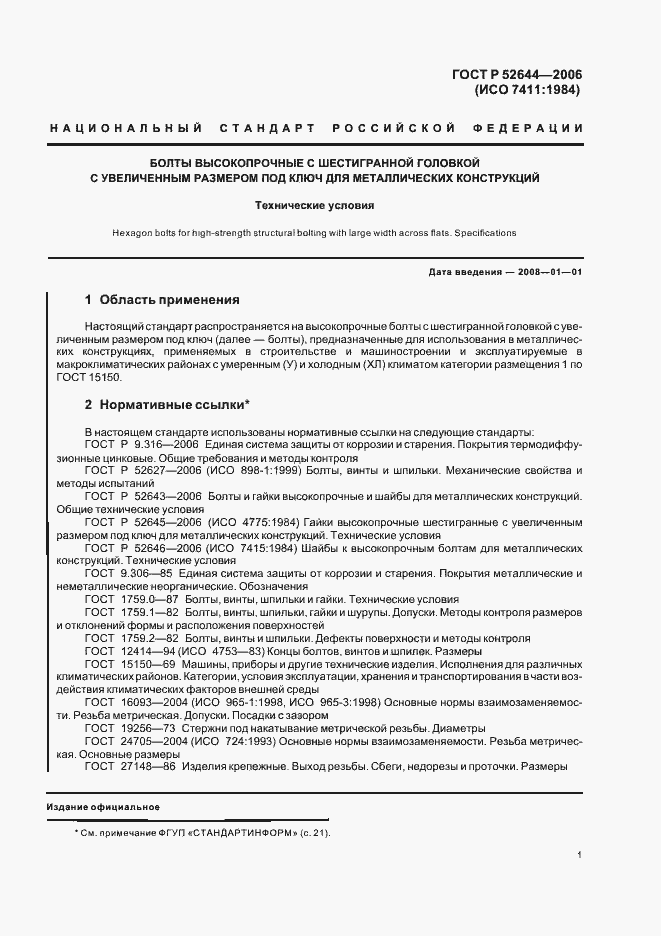 ГОСТ Р 52644—2006
(ИСО 7411:1984)
НАЦИОНАЛЬНЫЙ СТАНДАРТ РОССИЙСКОЙ ФЕДЕРАЦИИ
БОЛТЫ ВЫСОКОПРОЧНЫЕ С ШЕСТИГРАННОЙ ГОЛОВКОЙ
С УВЕЛИЧЕННЫМ РАЗМЕРОМ ПОД КЛЮЧ ДЛЯ МЕТАЛЛИЧЕСКИХ КОНСТРУКЦИЙ
Технические условия
Hexagon bolts for high-strength structural bolting with large width across flats. Specifications
Дата введения — 2008—01—01
1 Область применения
Настоящий стандарт распространяется на высокопрочные болты с шестигранной головкой с уве-
личенным размером под ключ (далее — болты), предназначенные для использования в металличес-
ких конструкциях, применяемых в строительстве и машиностроении и эксплуатируемые в
макроклиматических районах с умеренным (У) и холодным (ХЛ) климатом категории размещения 1 по
ГОСТ 15150.
2 Нормативные ссылки*
В настоящем стандарте использованы нормативные ссылки на следующие стандарты:
ГОСТ Р 9.316—2006 Единая система защиты от коррозии и старения. Покрытия термодиффу-
зионные цинковые. Общие требования и методы контроля
ГОСТ Р 52627—2006 (ИСО 898-1:1999) Болты, винты и шпильки. Механические свойства и
методы испытаний
ГОСТ Р 52643—2006 Болты и гайки высокопрочные и шайбы для металлических конструкций.
Общие технические условия
ГОСТ Р 52645—2006 (ИСО 4775:1984) Гайки высокопрочные шестигранные с увеличенным
размером под ключ для металлических конструкций. Технические условия
ГОСТ Р 52646—2006 (ИСО 7415:1984) Шайбы к высокопрочным болтам для металлических
конструкций. Технические условия
ГОСТ 9.306—85 Единая система защиты от коррозии и старения. Покрытия металлические и
неметаллические неорганические. Обозначения
ГОСТ 1759.0—87 Болты, винты, шпильки и гайки. Технические условия
ГОСТ 1759.1—82 Болты, винты, шпильки, гайки и шурупы. Допуски. Методы контроля размеров
и отклонений формы и расположения поверхностей
ГОСТ 1759.2—82 Болты, винты и шпильки. Дефекты поверхности и методы контроля
ГОСТ 12414—94 (ИСО 4753—83) Концы болтов, винтов и шпилек. Размеры
ГОСТ 15150—69 Машины, приборы и другие технические изделия. Исполнения для различных
климатических районов. Категории, условия эксплуатации, хранения и транспортирования в части воз-
действия климатических факторов внешней среды
ГОСТ 16093—2004 (ИСО 965-1:1998, ИСО 965-3:1998) Основные нормы взаимозаменяемос-
ти. Резьба метрическая. Допуски. Посадки с зазором
ГОСТ 19256—73 Стержни под накатывание метрической резьбы. Диаметры
ГОСТ 24705—2004 (ИСО 724:1993) Основные нормы взаимозаменяемости. Резьба метричес-
кая. Основные размеры
ГОСТ 27148—86 Изделия крепежные. Выход резьбы. Сбеги, недорезы и проточки. Размеры
Издание официальное
* См. примечание ФГУП «СТАНДАРТИНФОРМ» (с. 21).
1